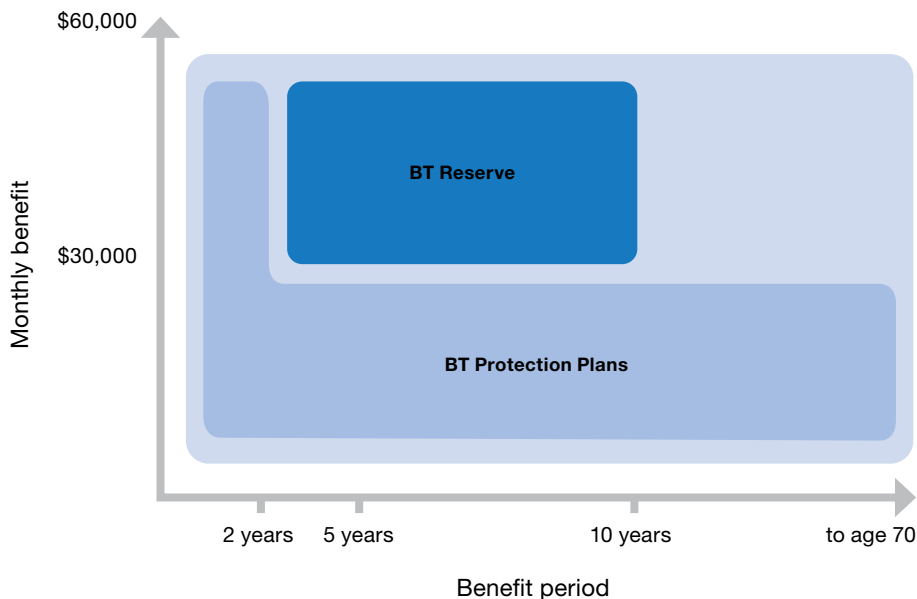 $60,000
BT Reserve
$30,000
Monthly benefit
BT Protection Plans
2 years
5 years
10 years
to age 70
Benefit period